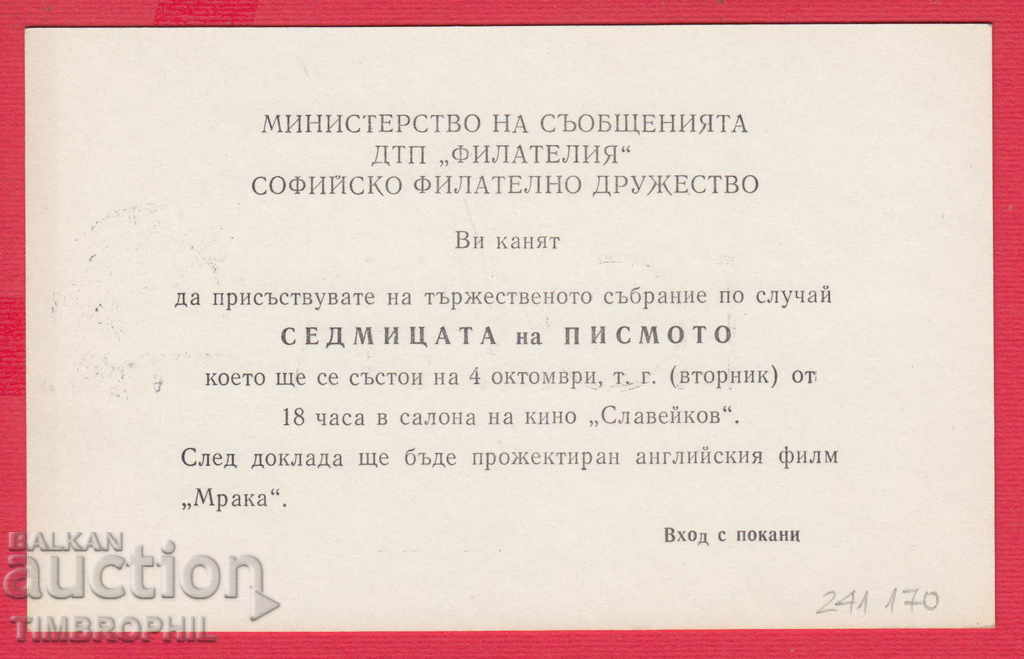 МИНИСТЕРСТВО НА СЪОБЩЕНИЯТА
ДТП „ФИЛАТЕЛИЯ“
СОФИЙСКО ФИЛАТЕЛНО ДРУЖЕСТВО
Ви канят
да присъствувате на тържественото събрание по случай
СЕДМИЦАТА на ПИСМОТО
което ще се състои на 4 октомври, т. г. (вторник) от
18 часа в салона на кино „Славейков“.
След доклада ще бъде прожектиран английския филм
„Мрака“.
Вход с покани
BALKAN
auction
TIMBROPHIL
241 170